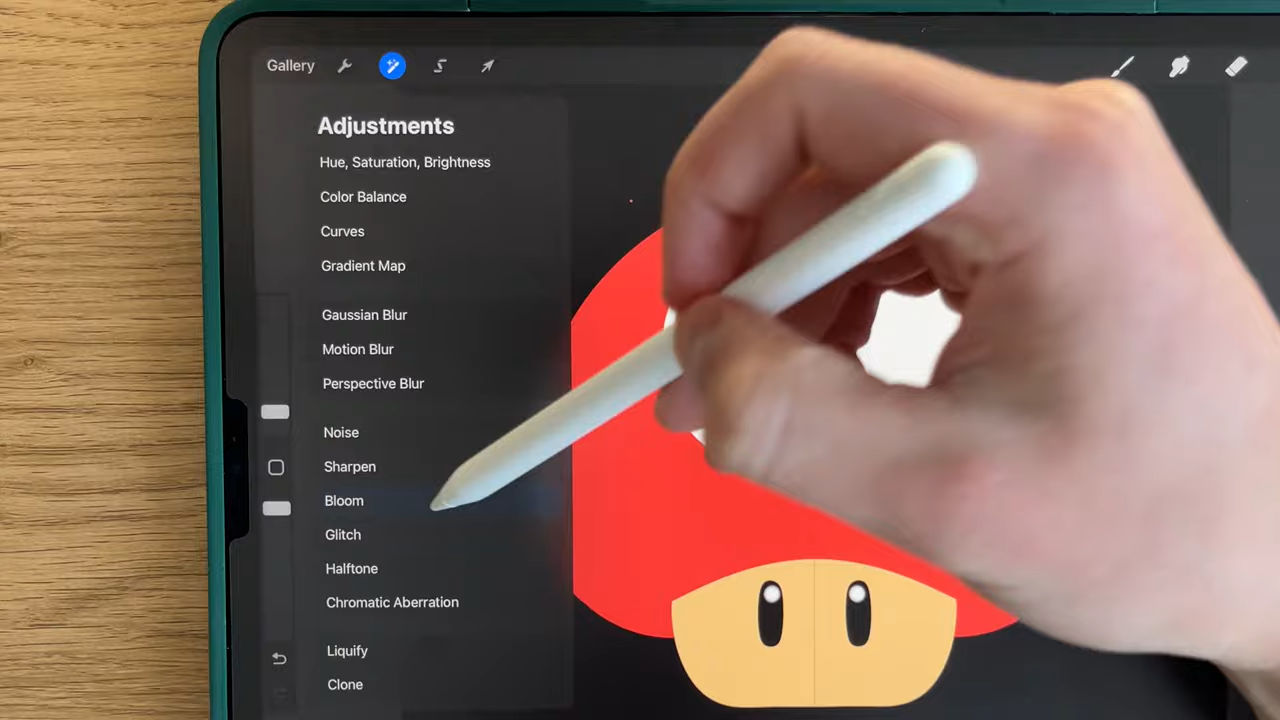 Gallery
Adjustments
Hue, Saturation, Brightness
Color Balance
Curves
Gradient Map
Gaussian Blur
Motion Blur
Perspective Blur
Noise
Sharpen
Bloom
Glitch
Halftone
Chromatic Aberration
Liquify
Clone